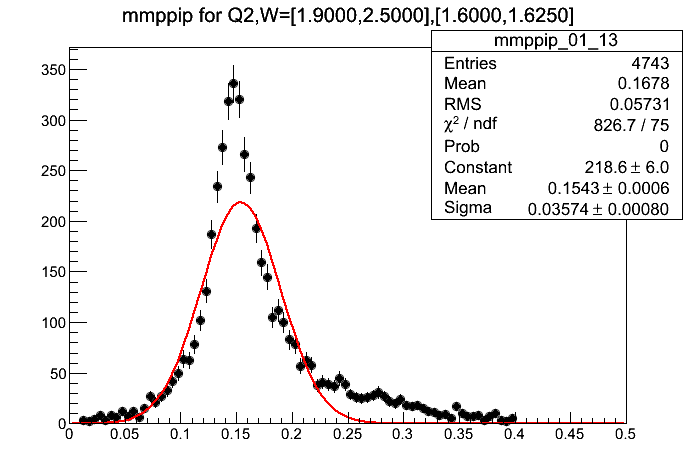 mmppip for Q2,W=[1.9000,2.5000],[1.6000,1.6250]
mmppip_01_13
Entries 4743
Mean 0.1678
RMS 0.05731
χ² / ndf 826.7 / 75
Prob 0
Constant 218.6 ± 6.0
Mean 0.1543 ± 0.0006
Sigma 0.03574 ± 0.00080
350
300
250
200
150
100
50
0
0 0.05 0.1 0.15 0.2 0.25 0.3 0.35 0.4 0.45 0.5